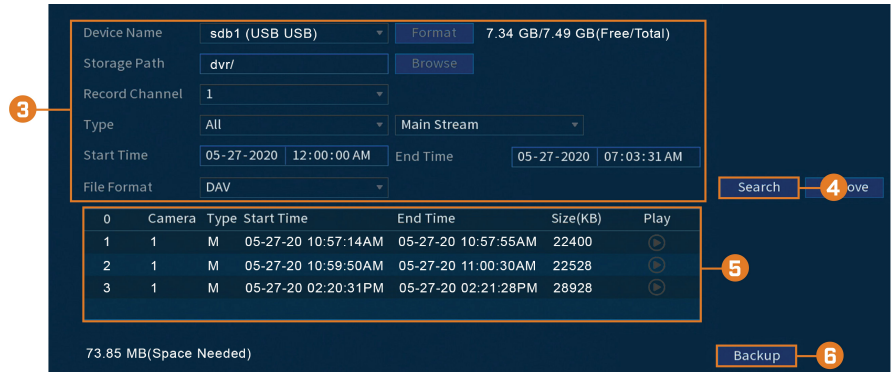 Device Name sdb1 (USB USB) Format 7.34 GB/7.49 GB(Free/Total)
Storage Path dvr/ Browse
Record Channel 1
3
Type All Main Stream
Start Time 05-27-2020 12:00:00 AM End Time 05-27-2020 07:03:31 AM
File Format DAV Search 4
0 Camera Type Start Time End Time Size(KB) Play
1 1 M 05-27-20 10:57:14AM 05-27-20 10:57:55AM 22400
2 1 M 05-27-20 10:59:50AM 05-27-20 11:00:30AM 22528
5
3 1 M 05-27-20 02:20:31PM 05-27-20 02:21:28PM 28928
73.85 MB(Space Needed) Backup 6